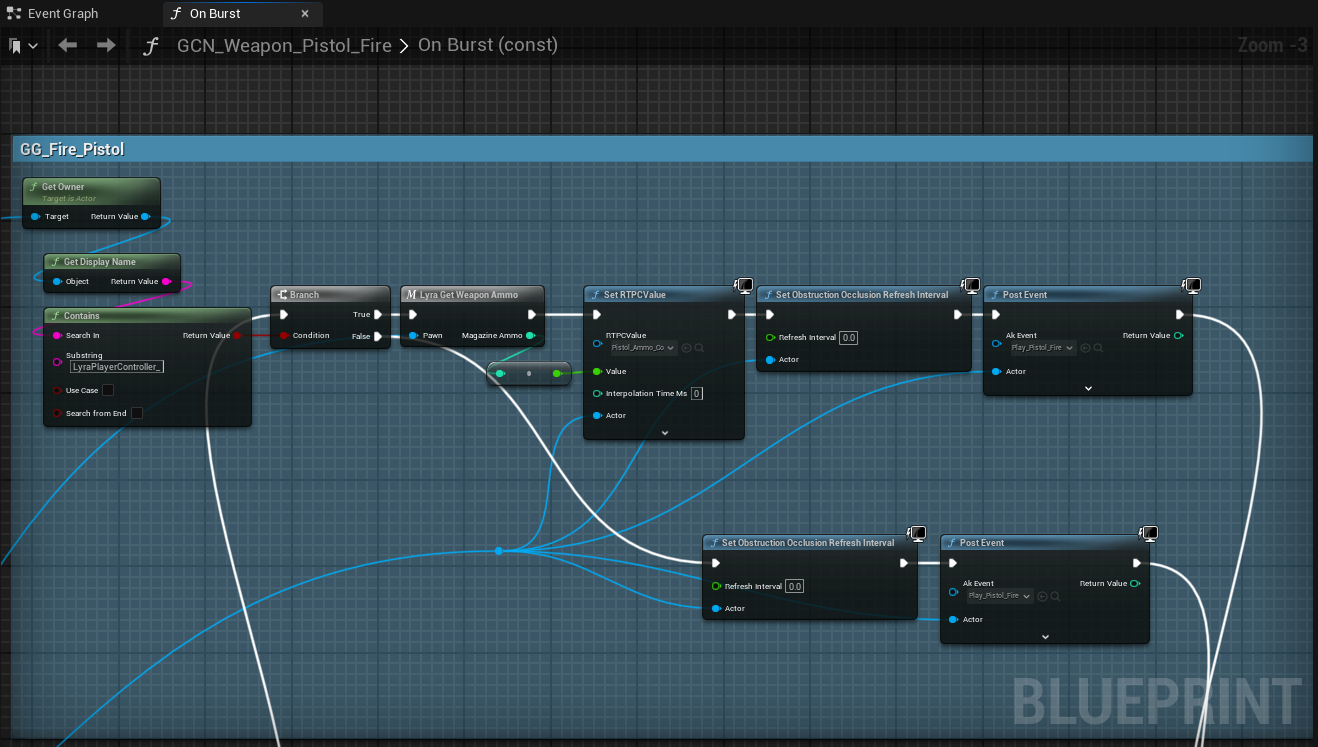 Event Graph
On Burst
GCN_Weapon_Pistol_Fire > On Burst (const)
Zoom -3
GG_Fire_Pistol
Get Owner
Target is Actor
Target Return Value
Get Display Name
Object Return Value
Contains
Search In Return Value
Substring
LyraPlayerController_
Use Case
Search from End
Branch
True
Condition False
Lyra Get Weapon Ammo
Pawn Magazine Ammo
Set RTPCValue
RTPCValue
Pistol_Ammo_Co
Value
Interpolation Time Ms 0
Actor
Set Obstruction Occlusion Refresh Interval
Refresh Interval 0.0
Actor
Post Event
Ak Event Return Value
Play_Pistol_Fire
Actor
Set Obstruction Occlusion Refresh Interval
Refresh Interval 0.0
Actor
Post Event
Ak Event Return Value
Play_Pistol_Fire
Actor
BLUEPRINT